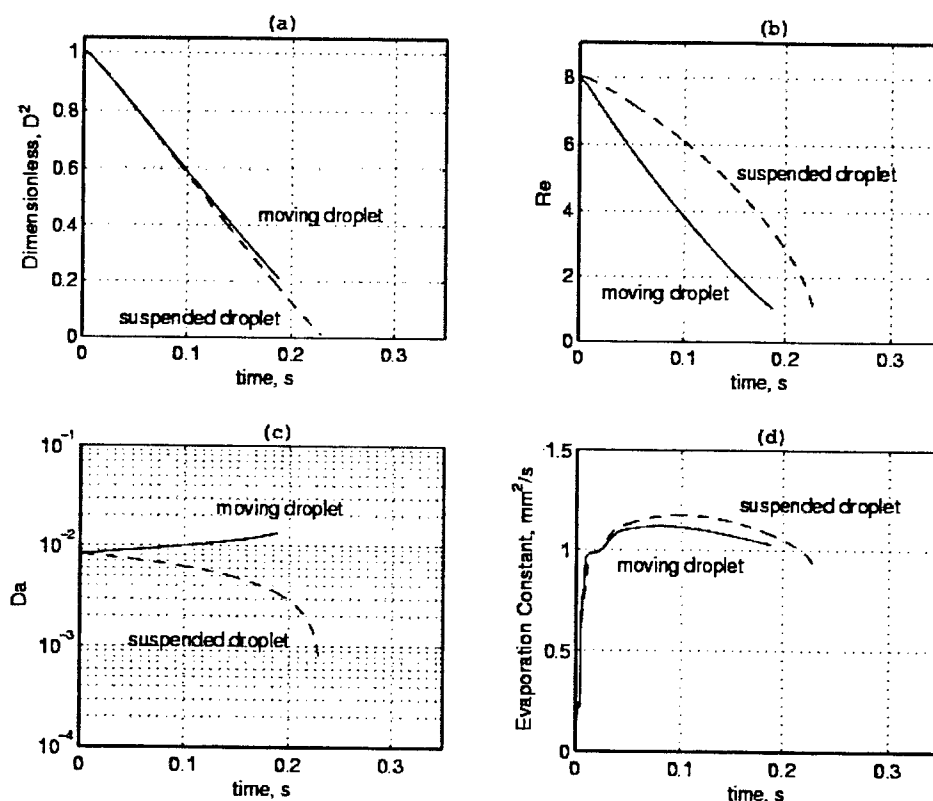 (a)
Dimensionless, D²
1
0.8
0.6
0.4
0.2
0
moving droplet
suspended droplet
0 0.1 0.2 0.3
time, s
(b)
Re
8
6
4
2
0
suspended droplet
moving droplet
0 0.1 0.2 0.3
time, s
(c)
Da
10⁻¹
10⁻²
10⁻³
10⁻⁴
moving droplet
suspended droplet
0 0.1 0.2 0.3
time, s
(d)
Evaporation Constant, mm²/s
1.5
1
0.5
0
suspended droplet
moving droplet
0 0.1 0.2 0.3
time, s